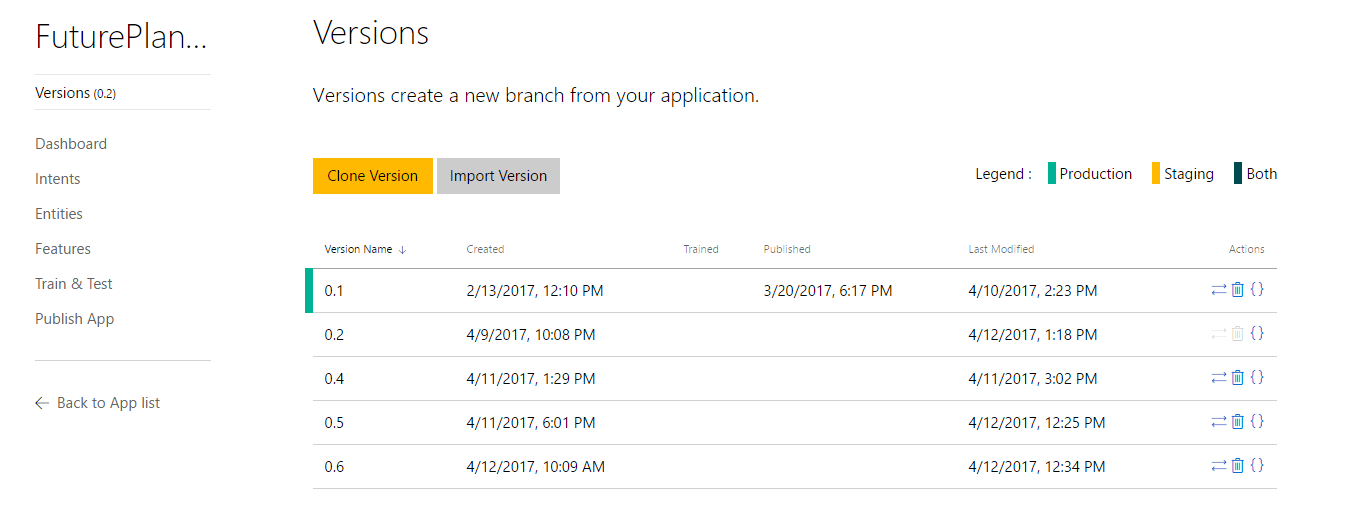 FuturePlan...
Versions (0.2)
Dashboard
Intents
Entities
Features
Train & Test
Publish App
Back to App list
Versions
Versions create a new branch from your application.
Clone Version Import Version Legend : Production Staging Both
Version Name Created Trained Published Last Modified Actions
0.1 2/13/2017, 12:10 PM 3/20/2017, 6:17 PM 4/10/2017, 2:23 PM
0.2 4/9/2017, 10:08 PM 4/12/2017, 1:18 PM
0.4 4/11/2017, 1:29 PM 4/11/2017, 3:02 PM
0.5 4/11/2017, 6:01 PM 4/12/2017, 12:25 PM
0.6 4/12/2017, 10:09 AM 4/12/2017, 12:34 PM